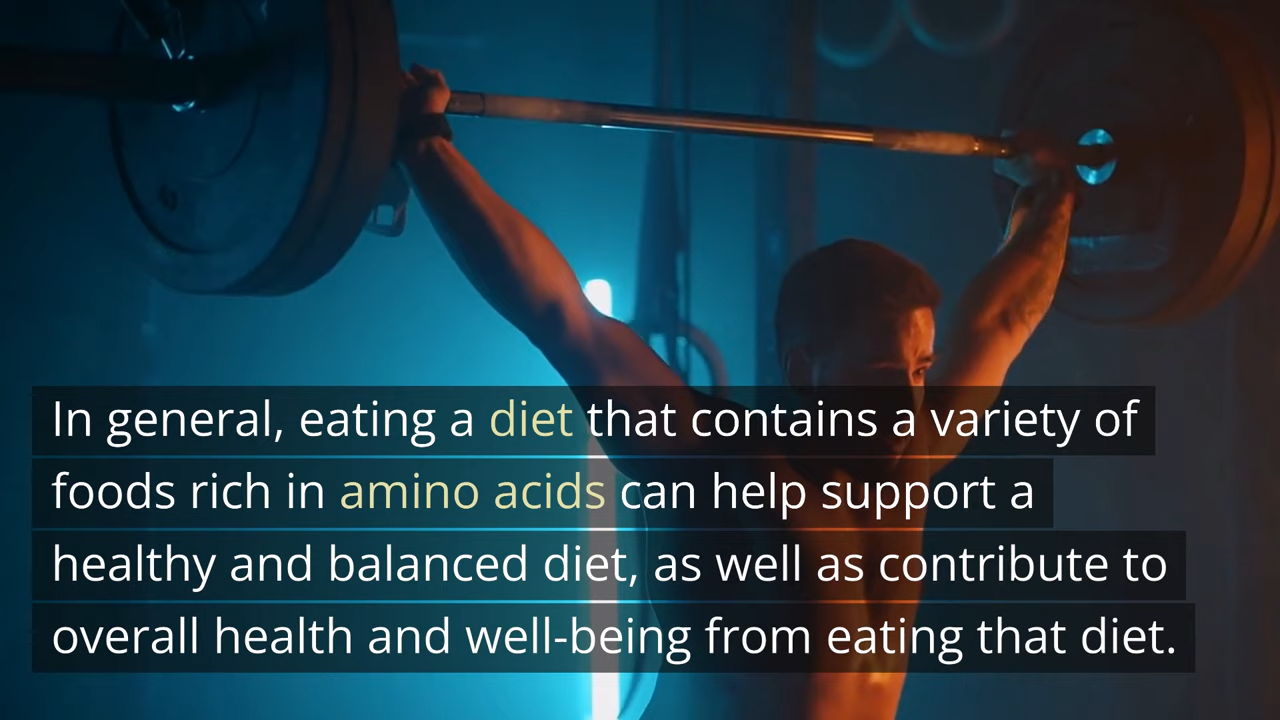 In general, eating a diet that contains a variety of
foods rich in amino acids can help support a
healthy and balanced diet, as well as contribute to
overall health and well-being from eating that diet.